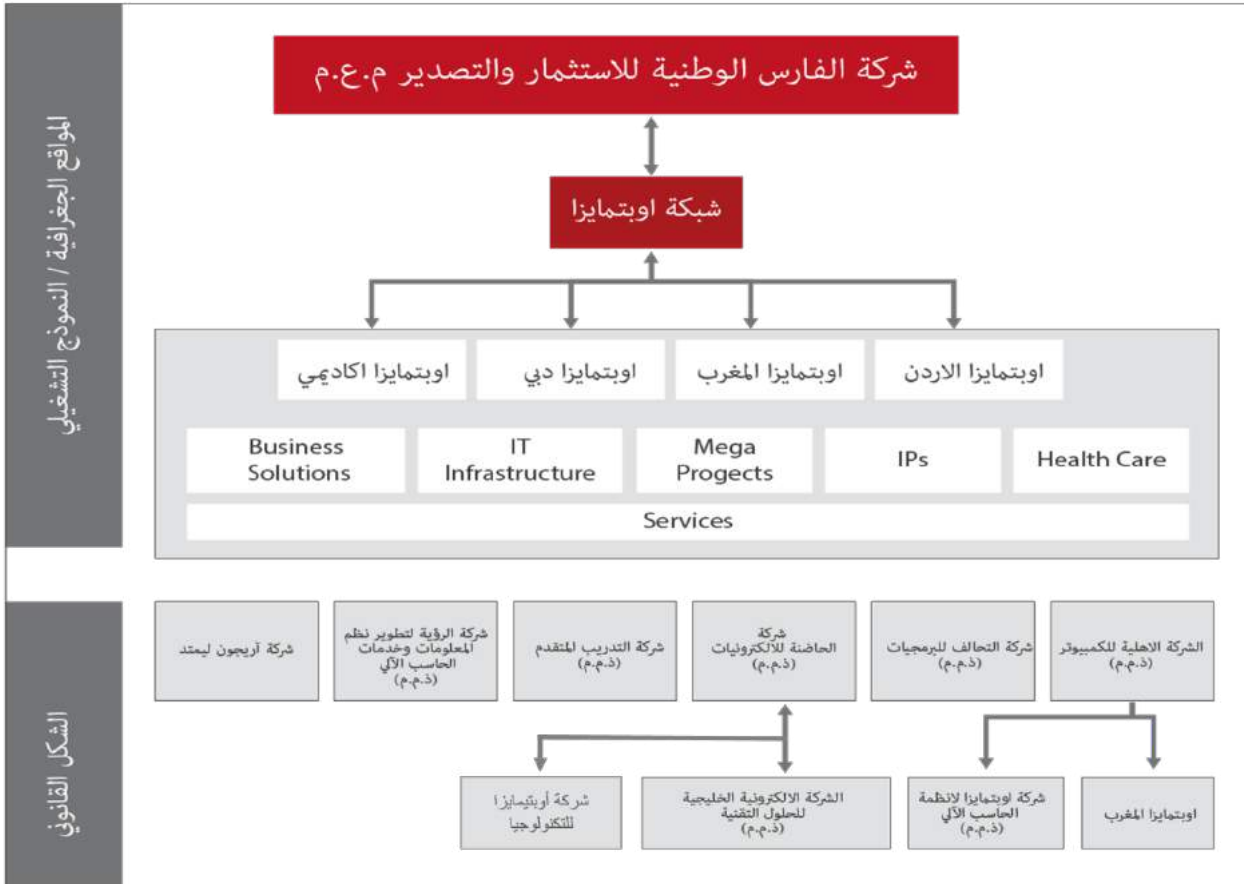 المواقع الجغرافية / النموذج التشغيلي
شركة الفارس الوطنية للاستثمار والتصدير م.ع.م
شبكة اوبتمايزا
اوبتمايزا الاردن
اوبتمايزا المغرب
اوبتمايزا دبي
اوبتمايزا اكاديمي
Business
Solutions
IT
Infrastructure
Mega
Progects
IPs
Health Care
Services
الشكل القانوني
الشركة الاهلية للكمبيوتر
(ذ.م.م)
شركة التحالف للبرمجيات
(ذ.م.م)
شركة
الحاضنة للالكترونيات
(ذ.م.م)
شركة التدريب المتقدم
(ذ.م.م)
شركة الرؤية لتطوير نظم
المعلومات وخدمات
الحاسب الآلي
(ذ.م.م)
شركة آريجون ليمتد
اوبتمايزا المغرب
شركة اوبتمايزا لانظمة
الحاسب الآلي
(ذ.م.م)
الشركة الالكترونية الخليجية
للحلول التقنية
(ذ.م.م)
شركة أوبتيمايزا
للتكنولوجيا